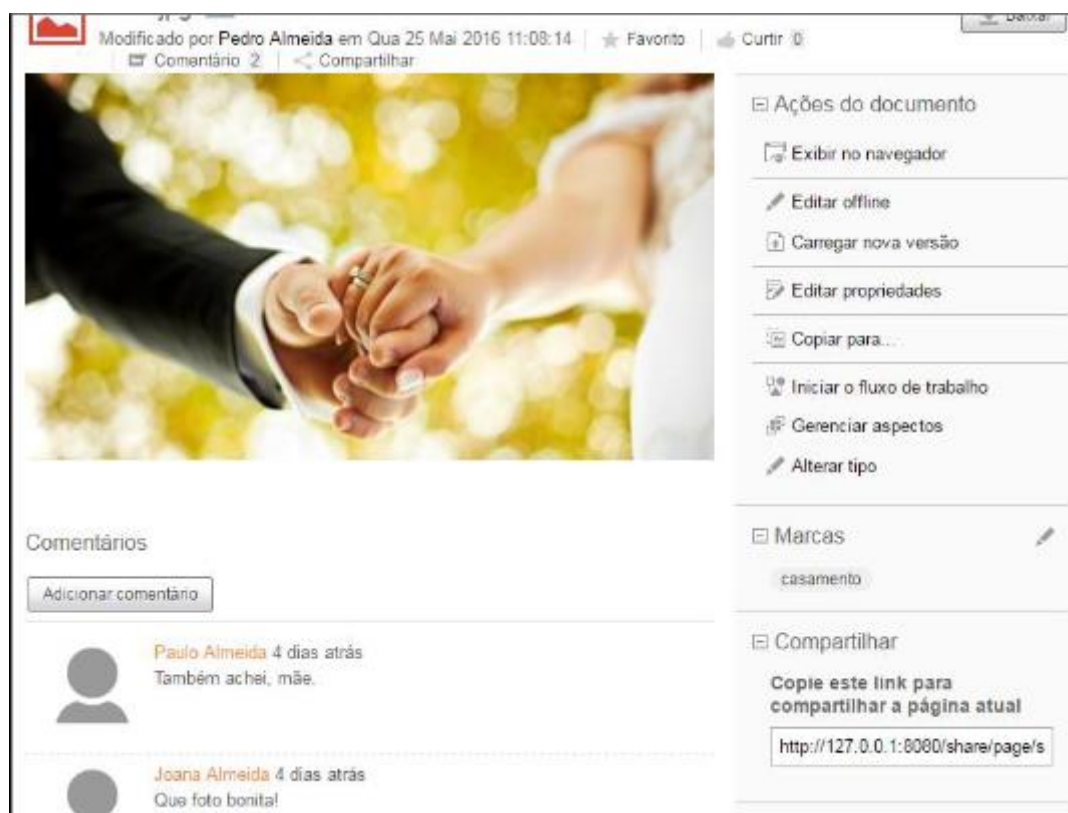 Baixar
Modificado por Pedro Almeida em Qua 25 Mai 2016 11:08:14 Favorito Curtir 0
Comentário 2 Compartilhar
Ações do documento
Exibir no navegador
Editar offline
Carregar nova versão
Editar propriedades
Copiar para...
Iniciar o fluxo de trabalho
Gerenciar aspectos
Alterar tipo
Marcas
casamento
Compartilhar
Copie este link para
compartilhar a página atual
http://127.0.0.1:8080/share/page/s
Comentários
Adicionar comentário
Paulo Almeida 4 dias atrás
Também achei, mãe.
Joana Almeida 4 dias atrás
Que foto bonita!